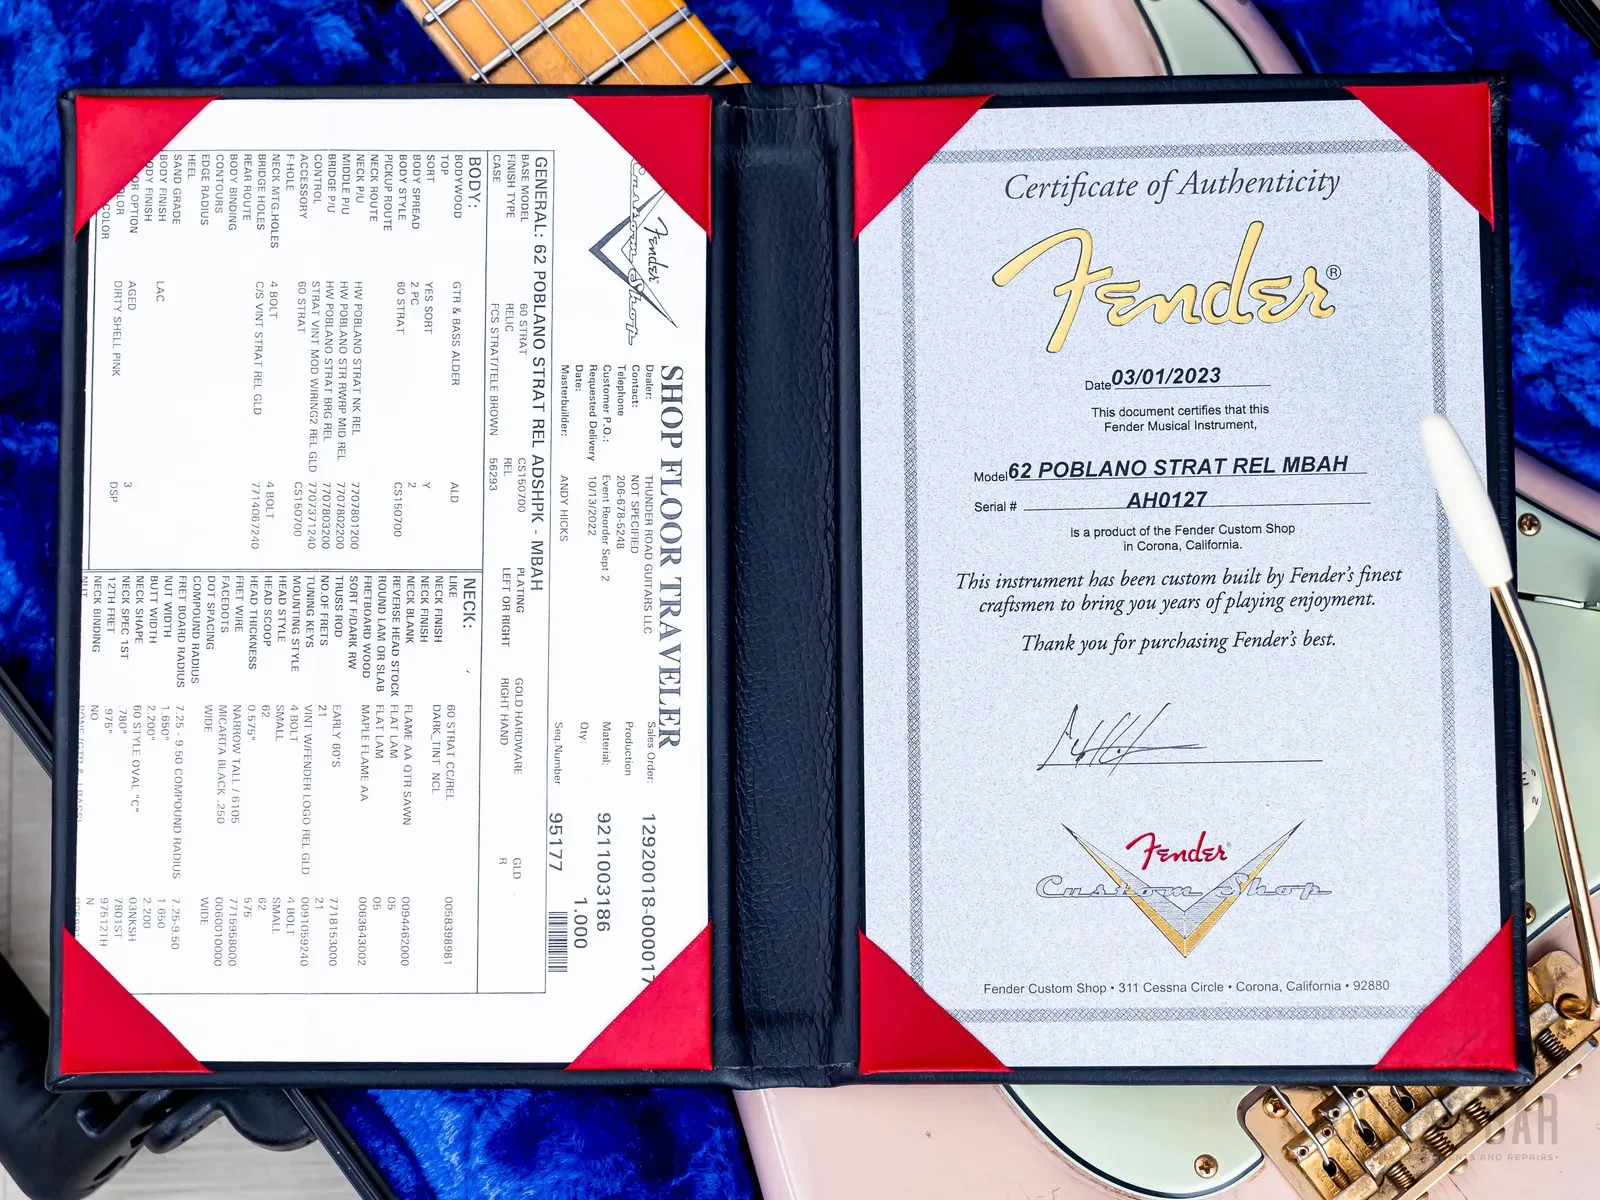 Fender
Custom Shop
SHOP FLOOR TRAVELER
Dealer: THUNDER ROAD GUITARS LLC Sales Order: 12920018-000017
Contact: NOT SPECIFIED Production
Telephone 206-678-5248
Customer P.O.: Event Reorder Sept 2 Material: 9211003186
Requested Delivery 10/13/2022
Date: Qty: 1.000
Masterbuilder: ANDY HICKS Seq.Number 95177
GENERAL: 62 POBLANO STRAT REL ADSHPK - MBAH
BASE MODEL 60 STRAT CS150700 PLATING GOLD HARDWARE GLD
FINISH TYPE RELIC REL LEFT OR RIGHT RIGHT HAND R
CASE FCS STRAT/TELE BROWN 56293
BODY:
BODYWOOD GTR & BASS ALDER ALD
TOP
SORT YES SORT Y
BODY SPREAD 2 PC 2
BODY STYLE 60 STRAT CS150700
PICKUP ROUTE
NECK ROUTE
NECK P/U HW POBLANO STRAT NK REL 7707801200
MIDDLE P/U HW POBLANO STR RWRP MID REL 7707802200
BRIDGE P/U HW POBLANO STRAT BRG REL 7707803200
CONTROL STRAT VINT MOD WIRING2 REL GLD 7707371240
ACCESSORY 60 STRAT CS150700
F-HOLE
NECK MTG.HOLES 4 BOLT 4 BOLT
BRIDGE HOLES C/S VINT STRAT REL GLD 7714067240
REAR ROUTE
BODY BINDING
CONTOURS
EDGE RADIUS
HEEL
SAND GRADE
BODY FINISH LAC
BODY FINISH
OPTION AGED 3
DIRTY SHELL PINK DSP
COLOR
NECK:
LIKE 60 STRAT CC/REL 0058398981
NECK FINISH DARK_TINT NCL
NECK FINISH
NECK BLANK FLAME AA QTR SAWN 0094462000
REVERSE HEAD STOCK FLAT LAM 05
ROUND LAM OR SLAB FLAT LAM 05
FRETBOARD WOOD MAPLE FLAME AA 0063643002
SORT F/DARK RW
TRUSS ROD EARLY 60'S 7718153000
NO.OF FRETS 21 21
TUNING KEYS VINT W/FENDER LOGO REL GLD 0091059240
MOUNTING STYLE 4 BOLT 4 BOLT
HEAD STYLE SMALL SMALL
HEAD SCOOP 62 62
HEAD THICKNESS 0.575" 575
FRET WIRE NARROW TALL / 6105 7715958000
FACEDOTS MICARTA BLACK .250 0060010000
DOT SPACING WIDE WIDE
COMPOUND RADIUS
FRET BOARD RADIUS 7.25 - 9.50 COMPOUND RADIUS 7.25-9.50
NUT WIDTH 1.650" 1.650
BUTT WIDTH 2.200" 2.200
NECK SHAPE 60 STYLE OVAL "C" 03NKSH
NECK SPEC 1ST .780" 7801ST
12TH FRET .975" 97512TH
NECK BINDING NO N
NUT
Certificate of Authenticity
Fender®
Date 03/01/2023
This document certifies that this
Fender Musical Instrument,
Model 62 POBLANO STRAT REL MBAH
Serial # AH0127
is a product of the Fender Custom Shop
in Corona, California.
This instrument has been custom built by Fender's finest
craftsmen to bring you years of playing enjoyment.
Thank you for purchasing Fender's best.
Fender
Custom Shop
Fender Custom Shop • 311 Cessna Circle • Corona, California • 92880
AND REPAIRS